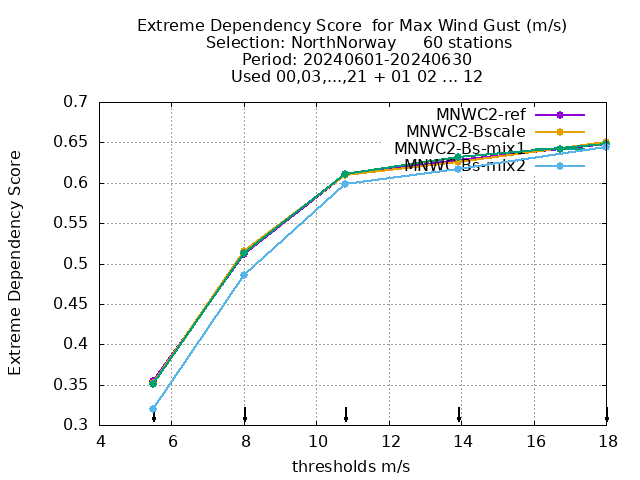 Extreme Dependency Score  for Max Wind Gust (m/s)
Selection: NorthNorway     60 stations
Period: 20240601-20240630
Used 00,03,...,21 + 01 02 ... 12
MNWC2-ref
MNWC2-Bscale
MNWC2-Bs-mix1
MNWC-Bs-mix2
0.7
0.65
0.6
0.55
0.5
0.45
0.4
0.35
0.3
4 6 8 10 12 14 16 18
Extreme Dependency Score
thresholds m/s